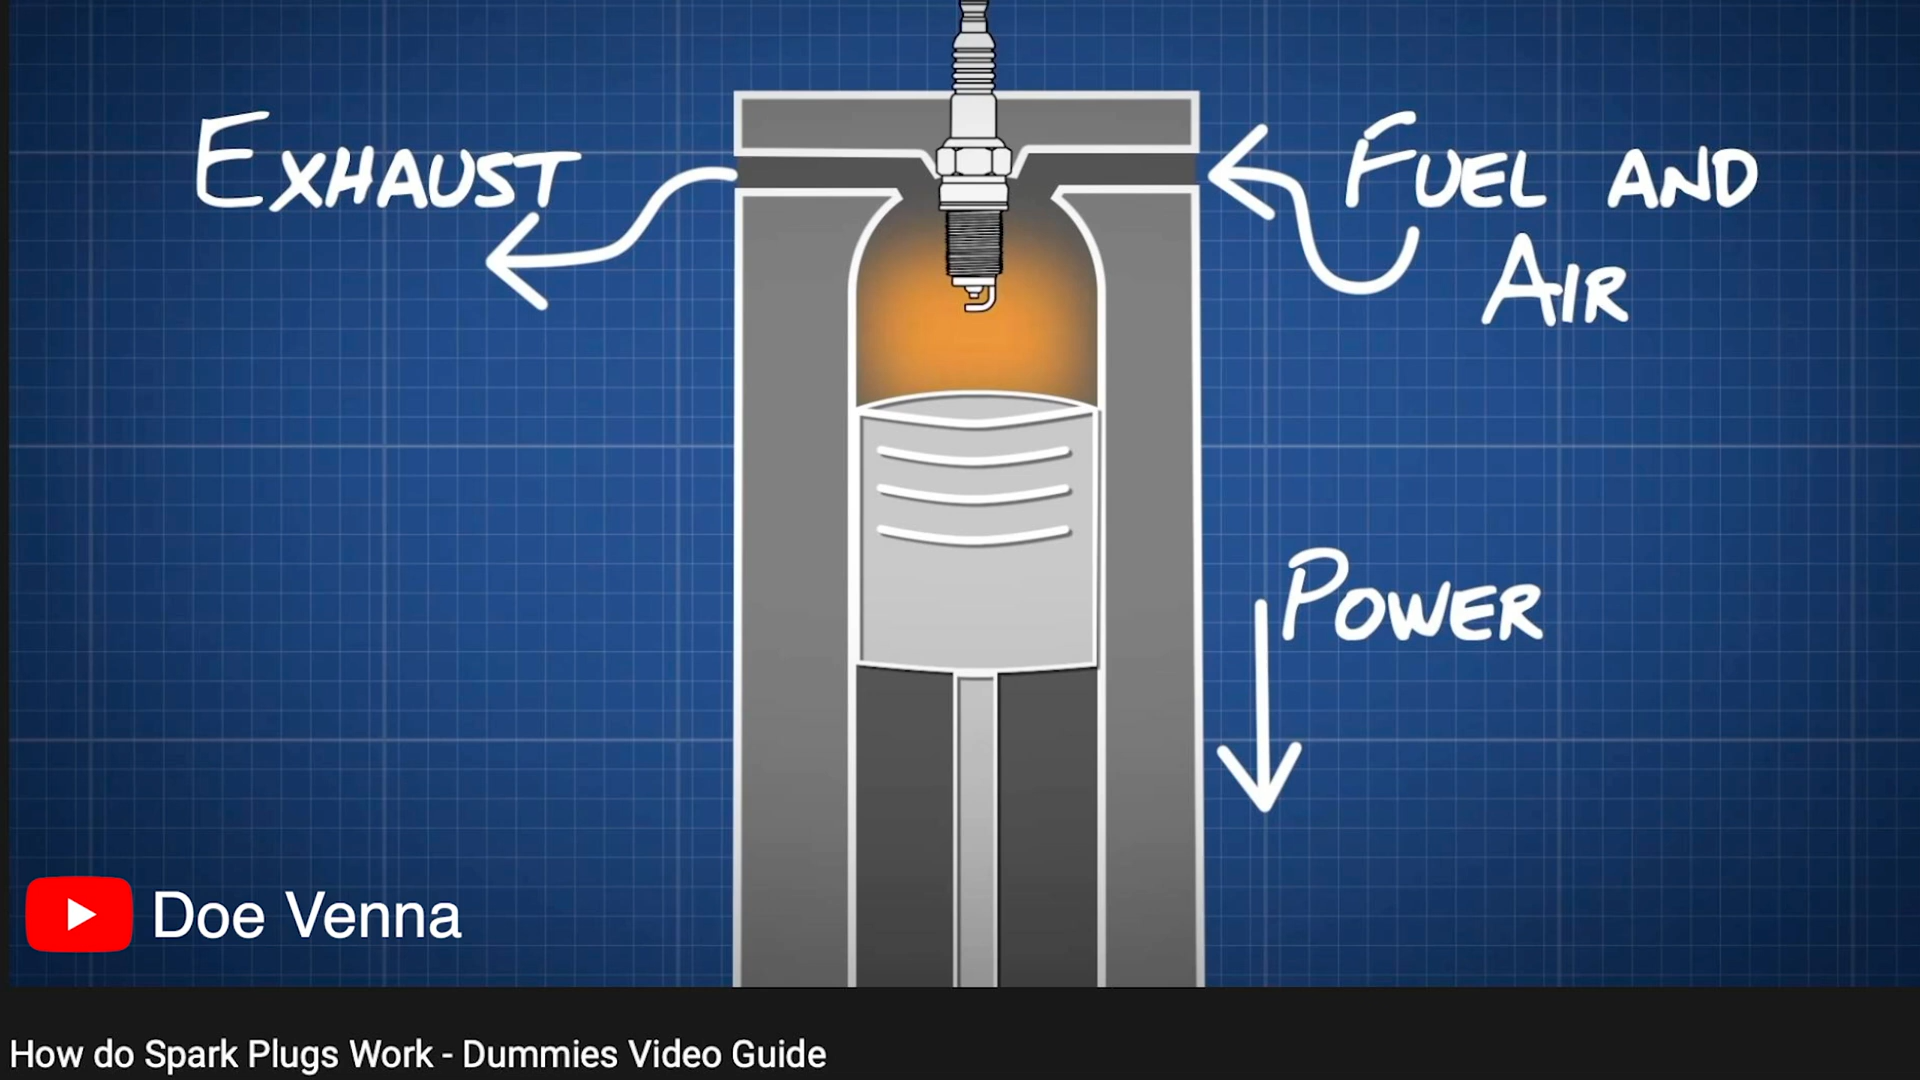 EXHAUST
FUEL AND
AIR
POWER
Doe Venna
How do Spark Plugs Work - Dummies Video Guide